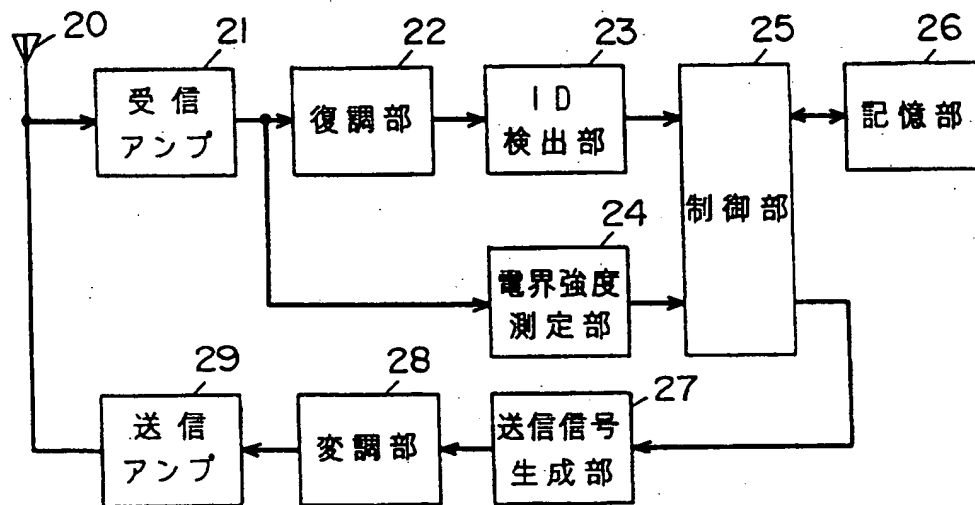 20
21
22
23
25
26
受信
アンプ
復調部
ID
検出部
制御部
記憶部
24
電界強度
測定部
29
28
27
送信
アンプ
変調部
送信信号
生成部